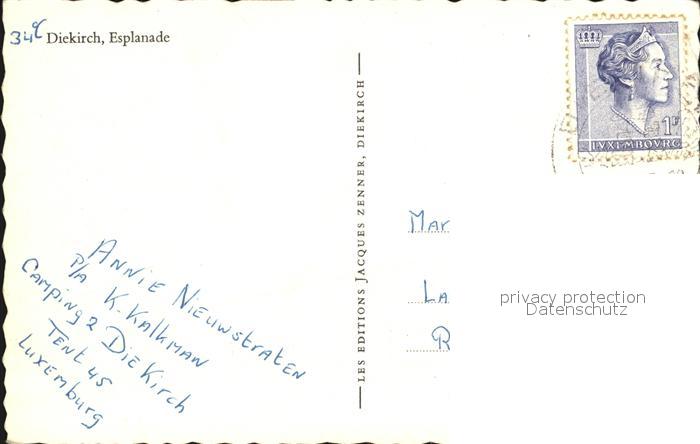 34c Diekirch, Esplanade
1F
LVXEMBOVRG
LES EDITIONS JACQUES ZENNER, DIEKIRCH
Mar
La
R
privacy protection
Datenschutz
Annie Nieuwstraten
p/a K. Kalkman
Camping 2 Diekirch
Tent 45
Luxemburg